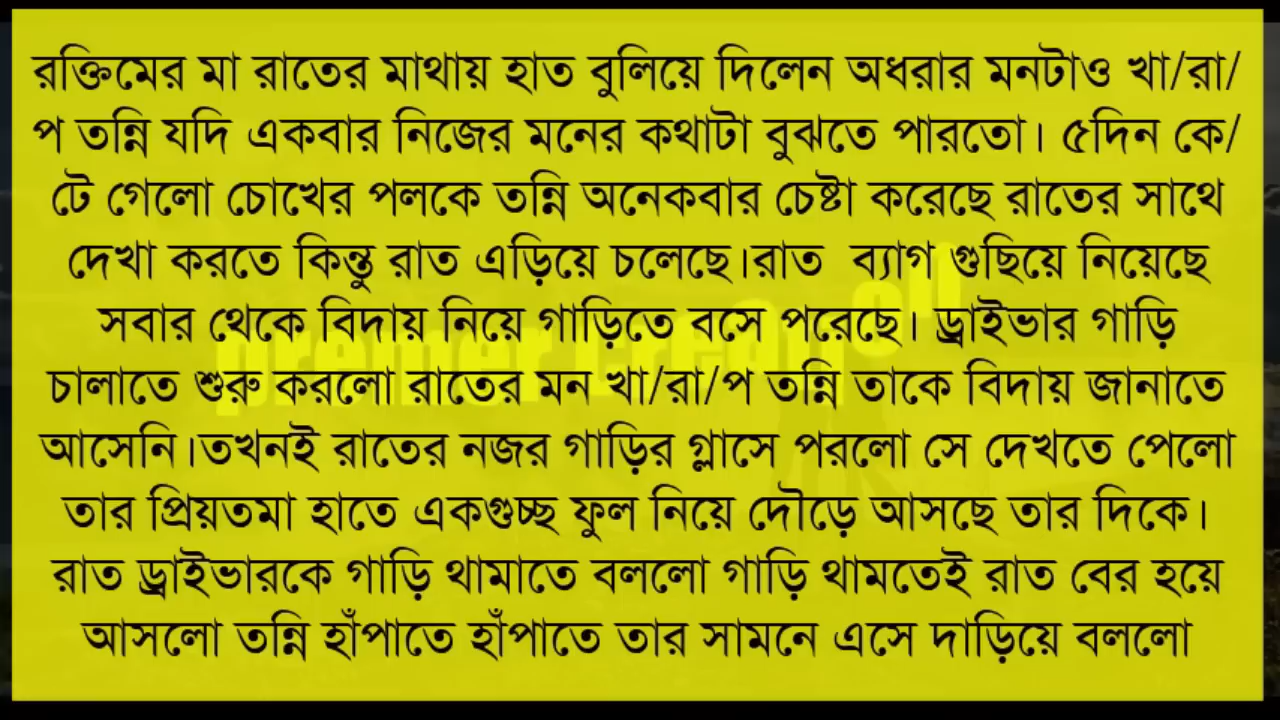 রক্তিমের মা রাতের মাথায় হাত বুলিয়ে দিলেন অধরার মনটাও খা/রা/
প তন্নি যদি একবার নিজের মনের কথাটা বুঝতে পারতো। ৫দিন কে/
টে গেলো চোখের পলকে তন্নি অনেকবার চেষ্টা করেছে রাতের সাথে
দেখা করতে কিন্তু রাত এড়িয়ে চলেছে।রাত ব্যাগ গুছিয়ে নিয়েছে
সবার থেকে বিদায় নিয়ে গাড়িতে বসে পরেছে। ড্রাইভার গাড়ি
চালাতে শুরু করলো রাতের মন খা/রা/প তন্নি তাকে বিদায় জানাতে
আসেনি।তখনই রাতের নজর গাড়ির গ্লাসে পরলো সে দেখতে পেলো
তার প্রিয়তমা হাতে একগুচ্ছ ফুল নিয়ে দৌড়ে আসছে তার দিকে।
রাত ড্রাইভারকে গাড়ি থামাতে বললো গাড়ি থামতেই রাত বের হয়ে
আসলো তন্নি হাঁপাতে হাঁপাতে তার সামনে এসে দাড়িয়ে বললো